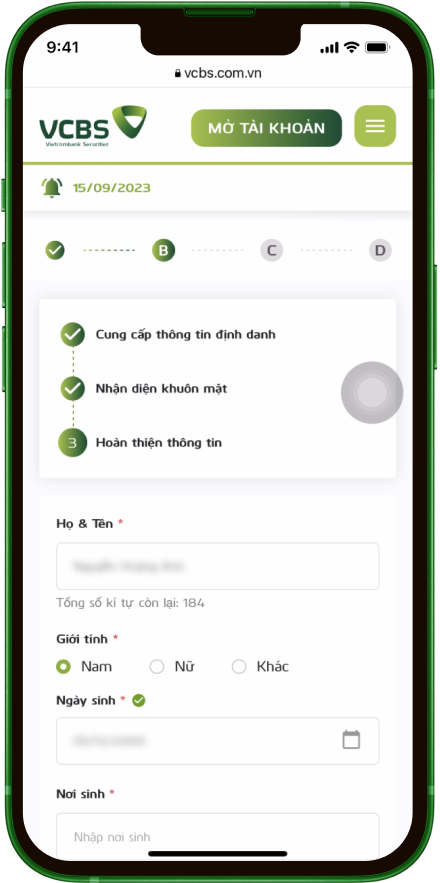 9:41
vcbs.com.vn
VCBS
Vietcombank Securities
MỞ TÀI KHOẢN
15/09/2023
B C D
Cung cấp thông tin định danh
Nhận diện khuôn mặt
3 Hoàn thiện thông tin
Họ & Tên *
Tổng số kí tự còn lại: 184
Giới tính *
Nam Nữ Khác
Ngày sinh *
Nơi sinh *
Nhập nơi sinh